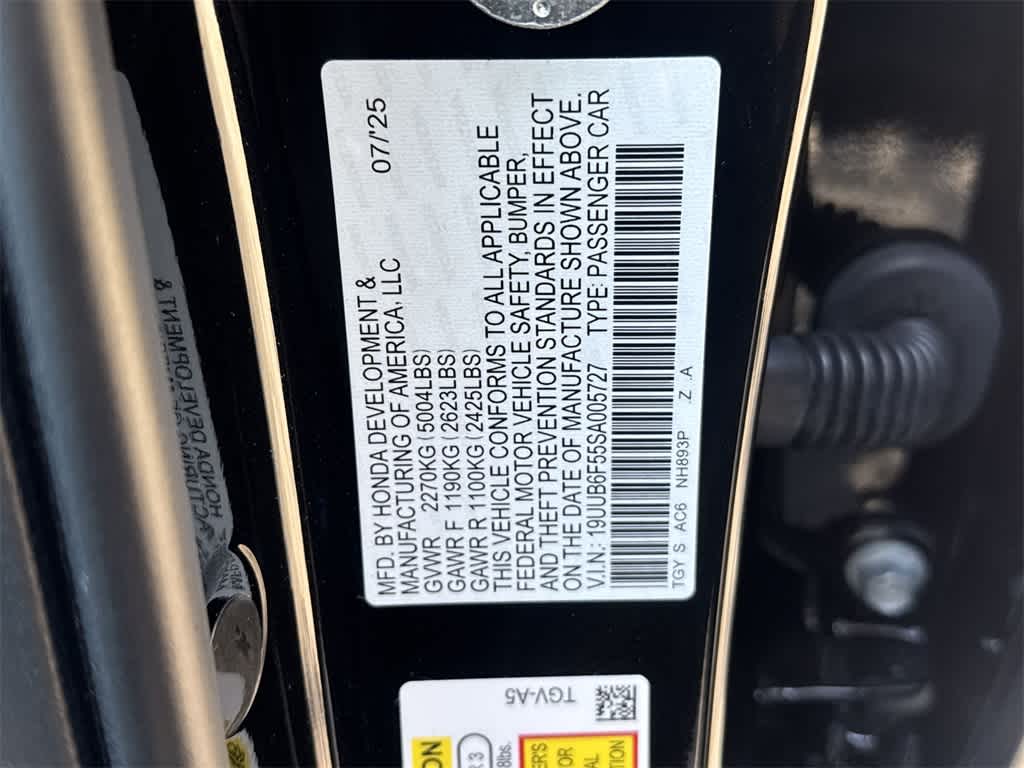 MFD. BY HONDA DEVELOPMENT & 07/'25
MANUFACTURING OF AMERICA, LLC
GVWR 2270KG (5004LBS)
GAWR F 1190KG (2623LBS)
GAWR R 1100KG (2425LBS)
THIS VEHICLE CONFORMS TO ALL APPLICABLE
FEDERAL MOTOR VEHICLE SAFETY, BUMPER,
AND THEFT PREVENTION STANDARDS IN EFFECT
ON THE DATE OF MANUFACTURE SHOWN ABOVE.
V.I.N.: 19UUB6F55SA005727 TYPE: PASSENGER CAR
TGY S AC6 NH893P .Z .A
TGV-A5
HONDA DEVELOPMENT &